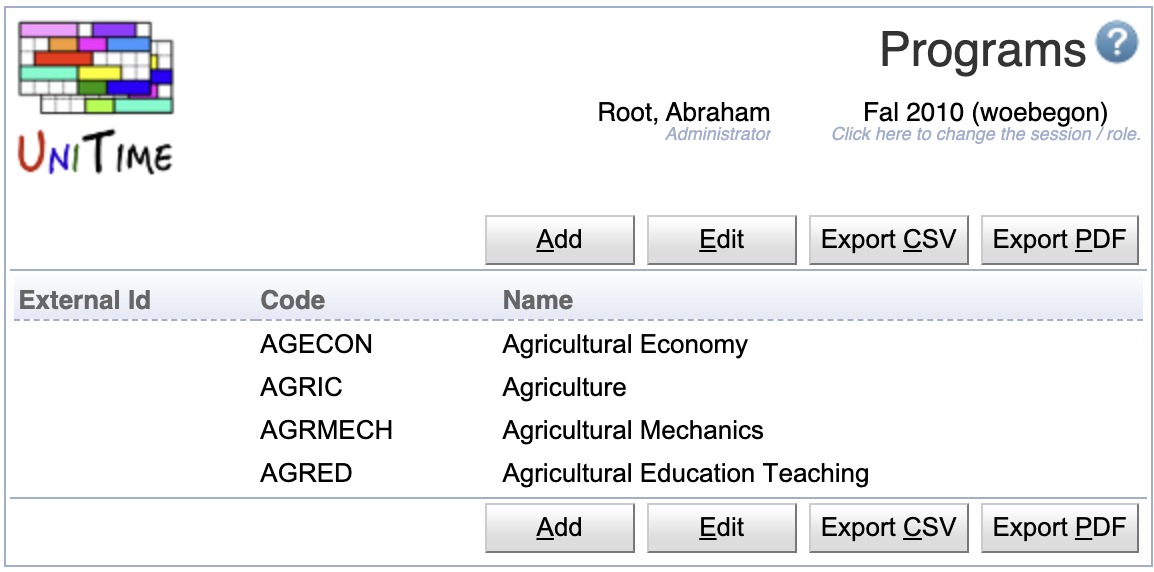 Programs ?
Root, Abraham Fal 2010 (woebegon)
Administrator Click here to change the session / role.
UNITIME
Add Edit Export CSV Export PDF
External Id Code Name
AGECON Agricultural Economy
AGRIC Agriculture
AGRMECH Agricultural Mechanics
AGRED Agricultural Education Teaching
Add Edit Export CSV Export PDF